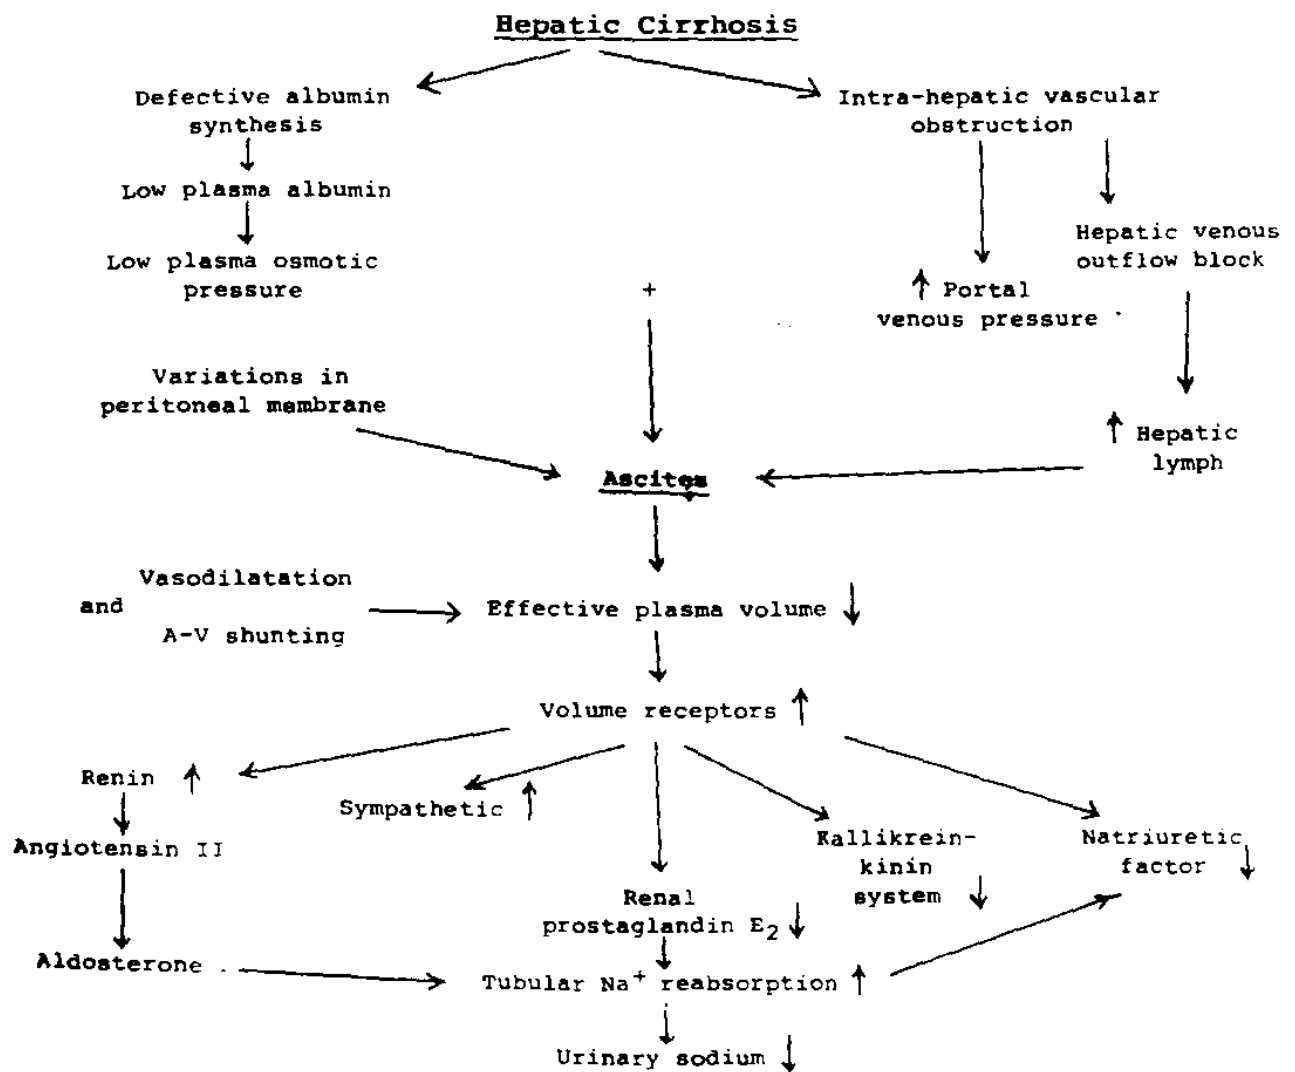 Hepatic Cirrhosis
Defective albumin
synthesis
Intra-hepatic vascular
obstruction
Low plasma albumin
Low plasma osmotic
pressure
Hepatic venous
outflow block
+
↑ Portal
venous pressure
Variations in
peritoneal membrane
↑ Hepatic
lymph
Ascites
Vasodilatation
and
A-V shunting
Effective plasma volume ↓
Volume receptors ↑
Renin ↑
Sympathetic ↑
Angiotensin II
Kallikrein-
kinin
system ↓
Natriuretic
factor ↓
Renal
prostaglandin E₂ ↓
Aldosterone
Tubular Na⁺ reabsorption ↑
Urinary sodium ↓